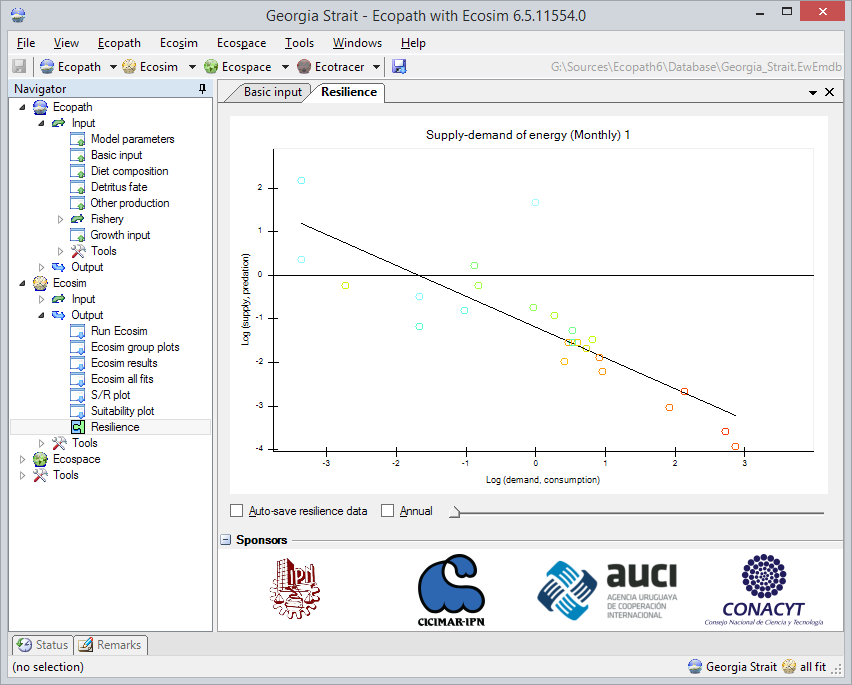 Georgia Strait - Ecopath with Ecosim 6.5.11554.0
File View Ecopath Ecosim Ecospace Tools Windows Help
Ecopath Ecosim Ecospace Ecotracer G:\Sources\Ecopath6\Database\Georgia_Strait.EwEmdb
Navigator
Ecopath
Input
Model parameters
Basic input
Diet composition
Detritus fate
Other production
Fishery
Growth input
Tools
Output
Ecosim
Input
Output
Run Ecosim
Ecosim group plots
Ecosim results
Ecosim all fits
S/R plot
Suitability plot
Resilience
Tools
Ecospace
Tools
Basic input Resilience
Supply-demand of energy (Monthly) 1
Log (supply, predation)
2
1
0
-1
-2
-3
-4
-3 -2 -1 0 1 2 3
Log (demand, consumption)
Auto-save resilience data Annual
Sponsors
IPN
CICIMAR-IPN
auci
AGENCIA URUGUAYA
DE COOPERACIÓN
INTERNACIONAL
CONACYT
Consejo Nacional de Ciencia y Tecnología
Status Remarks
(no selection) Georgia Strait all fit